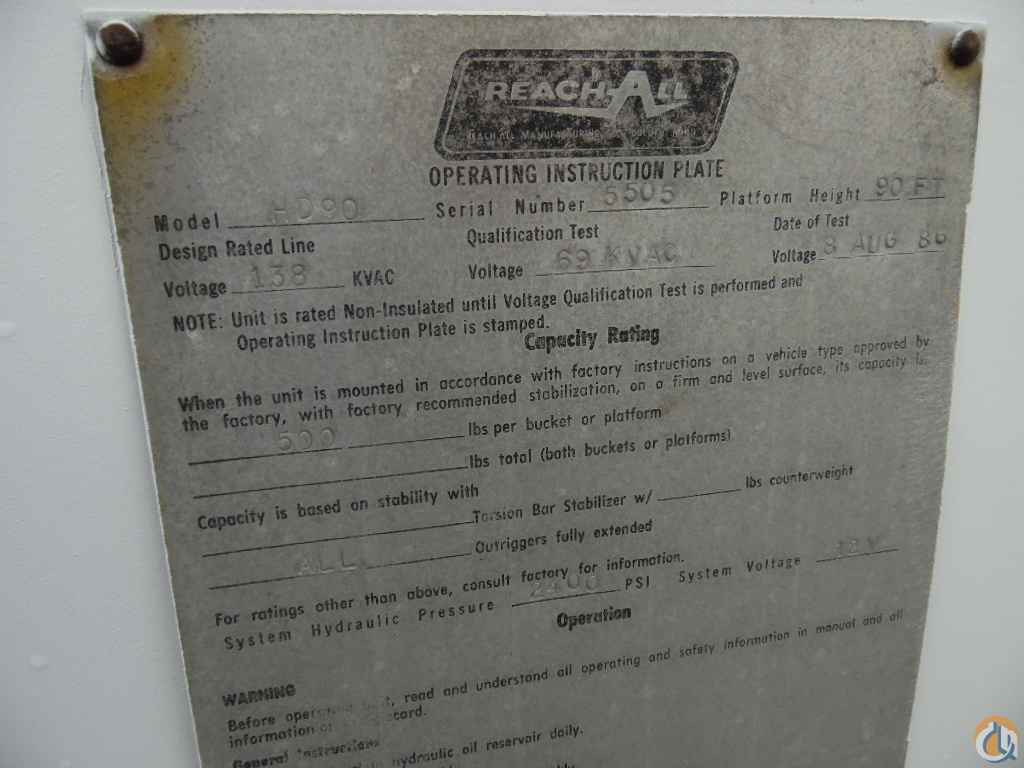 REACH-ALL
REACH ALL MANUFACTURING
OPERATING INSTRUCTION PLATE
Model HD90 Serial Number 5505 Platform Height 90 FT
Design Rated Line Qualification Test Date of Test
Voltage 138 KVAC Voltage 69 KVAC Voltage 8 AUG 86
NOTE: Unit is rated Non-Insulated until Voltage Qualification Test is performed and
Operating Instruction Plate is stamped.
Capacity Rating
When the unit is mounted in accordance with factory instructions on a vehicle type approved by
the factory, with factory recommended stabilization, on a firm and level surface, its capacity is:
500 lbs per bucket or platform
lbs total (both buckets or platforms)
Capacity is based on stability with
Torsion Bar Stabilizer w/ lbs counterweight
ALL Outriggers fully extended
For ratings other than above, consult factory for information.
System Hydraulic Pressure 2400 PSI System Voltage 12V
Operation
WARNING
Before read and understand all operating and safety information in manual and all
information
General Instructions
hydraulic oil reservoir daily.